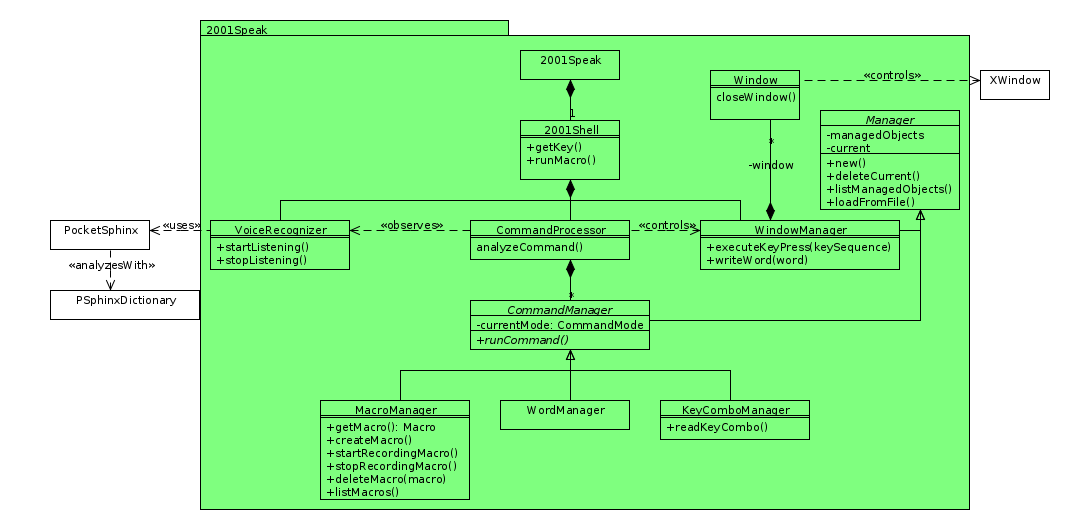 2001Speak
2001Speak
Window
closeWindow()
«controls»
XWindow
Manager
-managedObjects
-current
+new()
+deleteCurrent()
+listManagedObjects()
+loadFromFile()
1
2001Shell
+getKey()
+runMacro()
*
-window
PocketSphinx
«uses»
VoiceRecognizer
+startListening()
+stopListening()
«observes»
CommandProcessor
analyzeCommand()
«controls»
WindowManager
+executeKeyPress(keySequence)
+writeWord(word)
«analyzesWith»
PSphinxDictionary
*
CommandManager
-currentMode: CommandMode
+runCommand()
MacroManager
+getMacro(): Macro
+createMacro()
+startRecordingMacro()
+stopRecordingMacro()
+deleteMacro(macro)
+listMacros()
WordManager
KeyComboManager
+readKeyCombo()